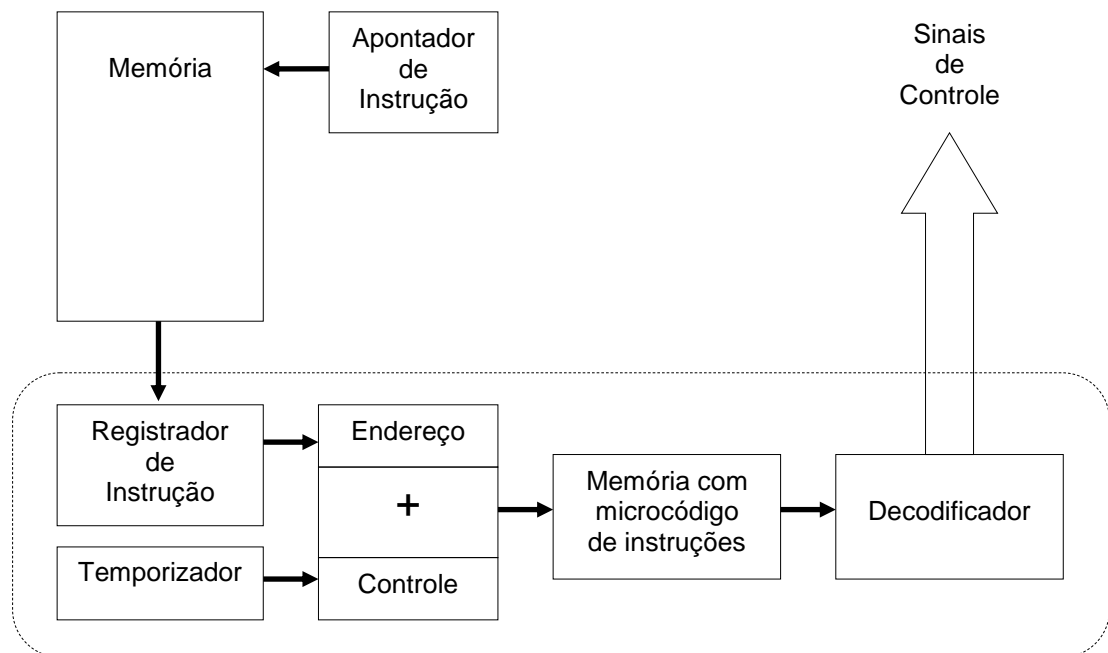 Memória
Apontador
de
Instrução
Sinais
de
Controle
Registrador
de
Instrução
Temporizador
Endereço
+
Controle
Memória com
microcódigo
de instruções
Decodificador